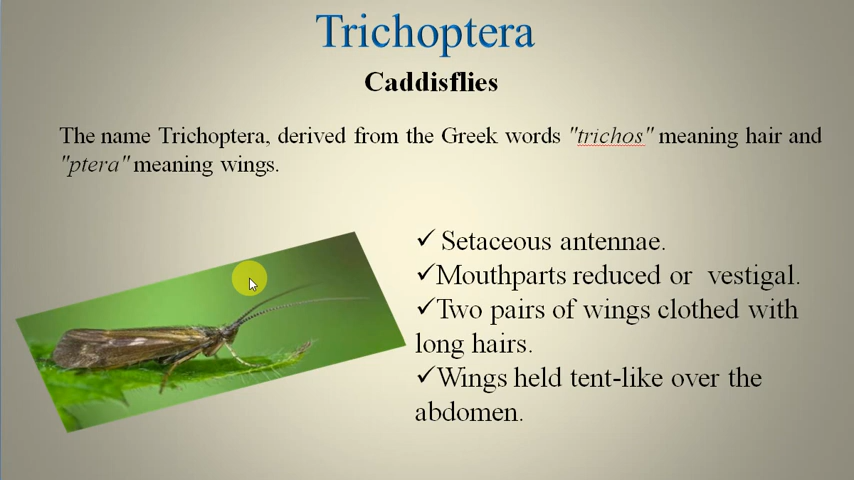 Trichoptera
Caddisflies
The name Trichoptera, derived from the Greek words "trichos" meaning hair and
"ptera" meaning wings.
✓ Setaceous antennae.
✓Mouthparts reduced or vestigal.
✓Two pairs of wings clothed with
long hairs.
✓Wings held tent-like over the
abdomen.